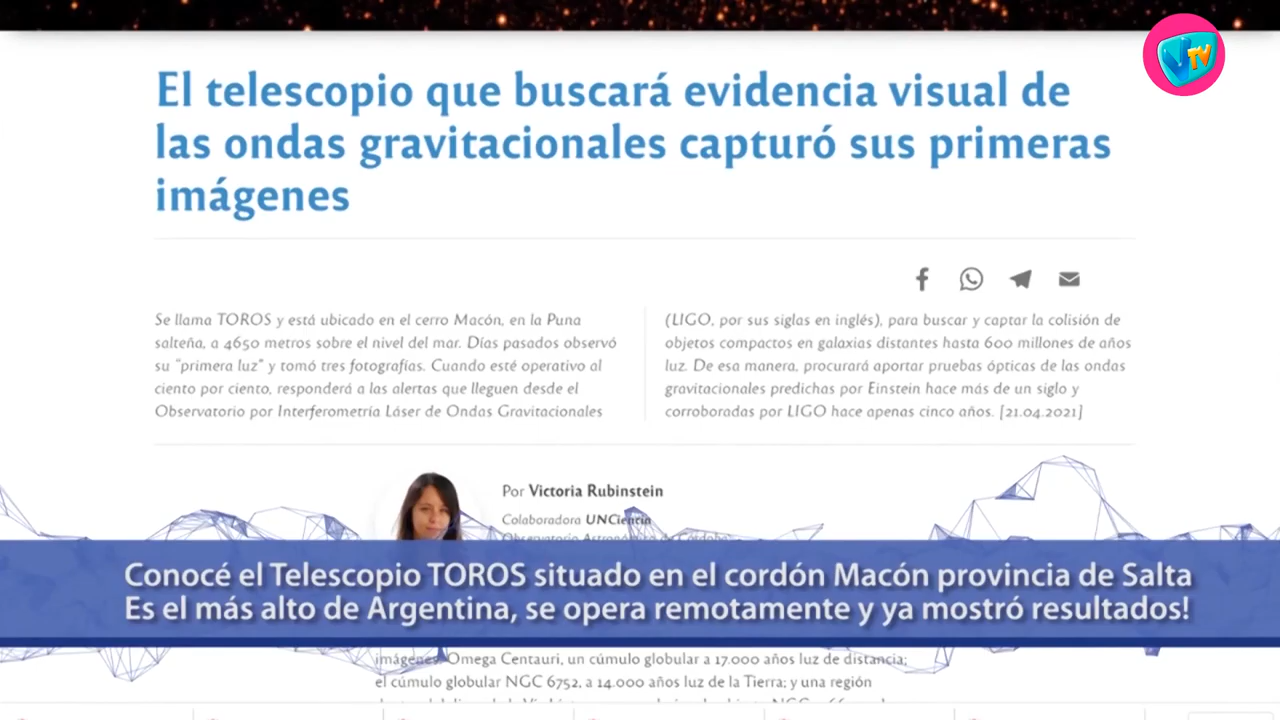 TV
El telescopio que buscará evidencia visual de
las ondas gravitacionales capturó sus primeras
imágenes
Se llama TOROS y está ubicado en el cerro Macón, en la Puna
salteña, a 4650 metros sobre el nivel del mar. Días pasados observó
su "primera luz" y tomó tres fotografías. Cuando esté operativo al
ciento por ciento, responderá a las alertas que lleguen desde el
Observatorio por Interferometría Láser de Ondas Gravitacionales
(LIGO, por sus siglas en inglés), para buscar y captar la colisión de
objetos compactos en galaxias distantes hasta 600 millones de años
luz. De esa manera, procurará aportar pruebas ópticas de las ondas
gravitacionales predichas por Einstein hace más de un siglo y
corroboradas por LIGO hace apenas cinco años. [21.04.2021]
Por Victoria Rubinstein
Colaboradora UNCiencia
Observatorio Astronómico de Córdoba
Conocé el Telescopio TOROS situado en el cordón Macón provincia de Salta
Es el más alto de Argentina, se opera remotamente y ya mostró resultados!
imágenes: Omega Centauri, un cúmulo globular a 17.000 años luz de distancia;
el cúmulo globular NGC 6752, a 14.000 años luz de la Tierra; y una región